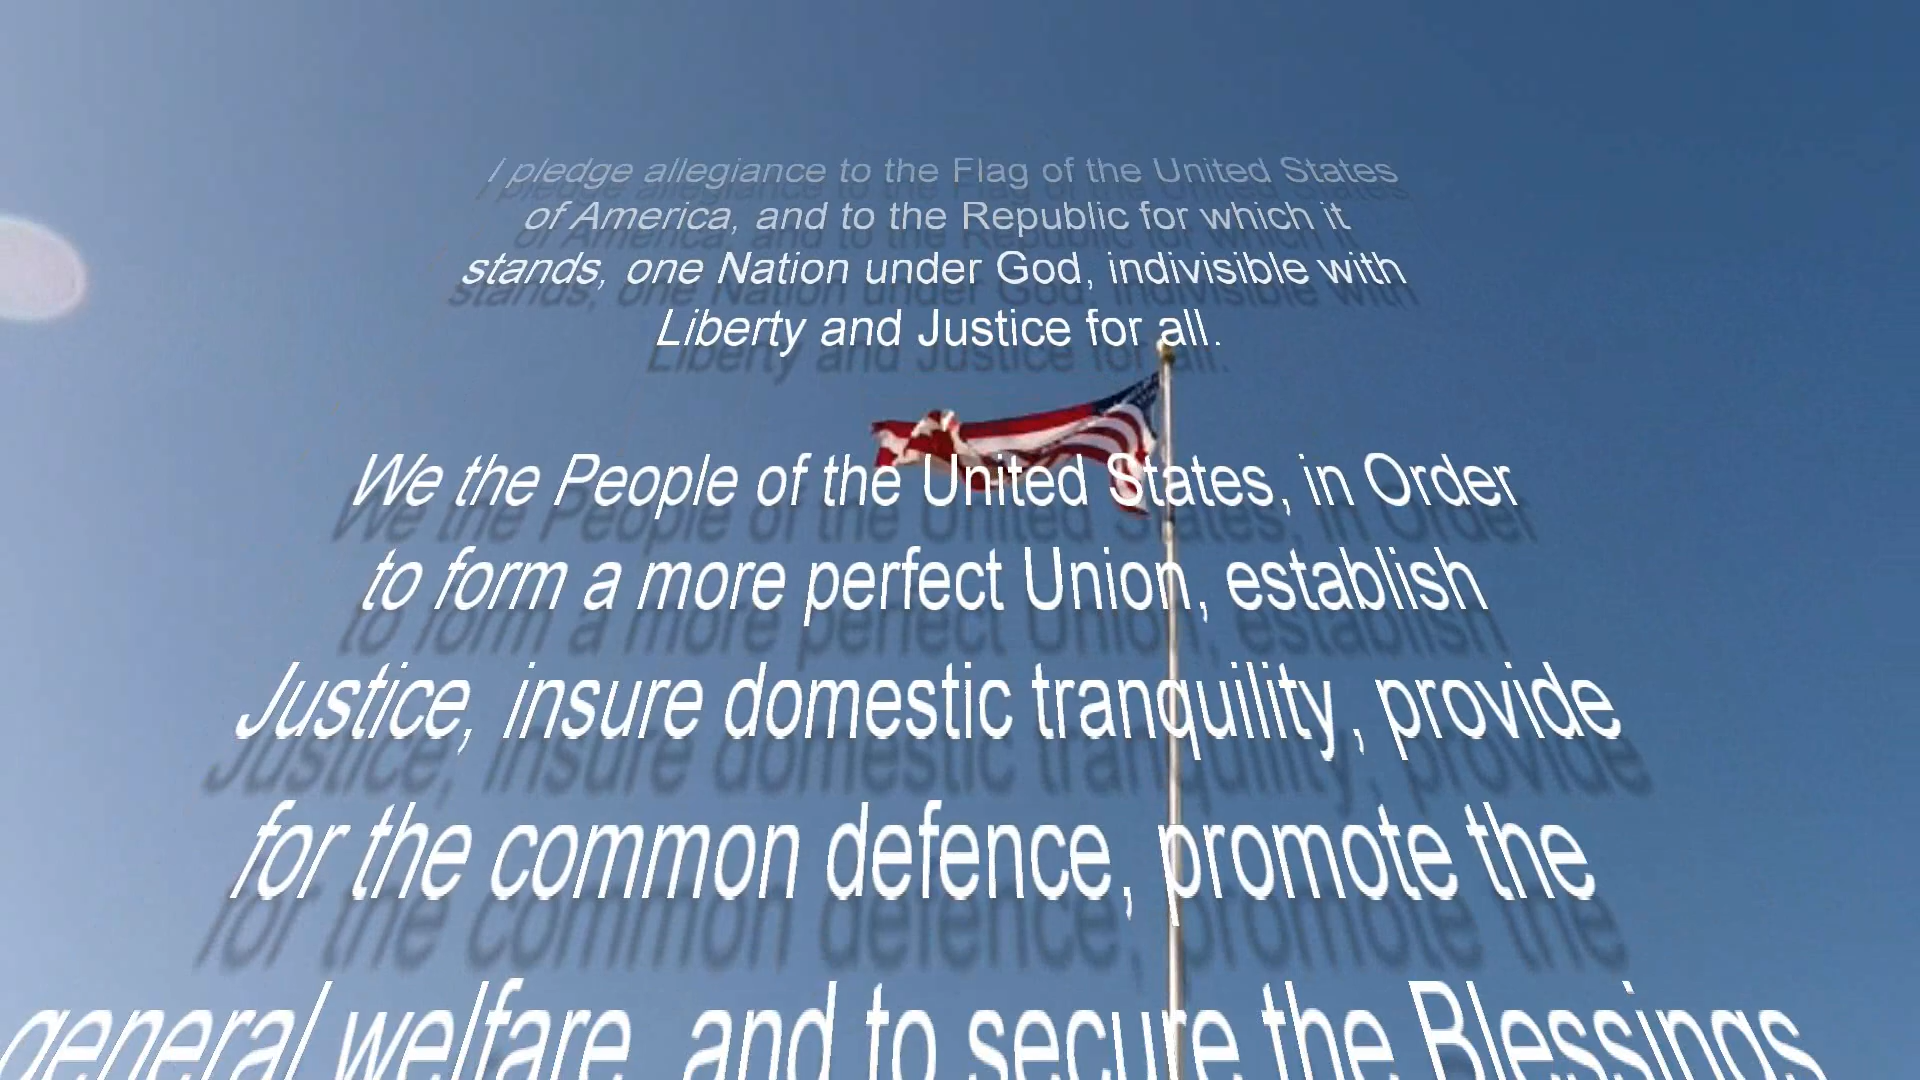 I pledge allegiance to the Flag of the United States
of America, and to the Republic for which it
stands, one Nation under God, indivisible with
Liberty and Justice for all.
We the People of the United States, in Order
to form a more perfect Union, establish
Justice, insure domestic tranquility, provide
for the common defence, promote the
general welfare, and to secure the Blessings